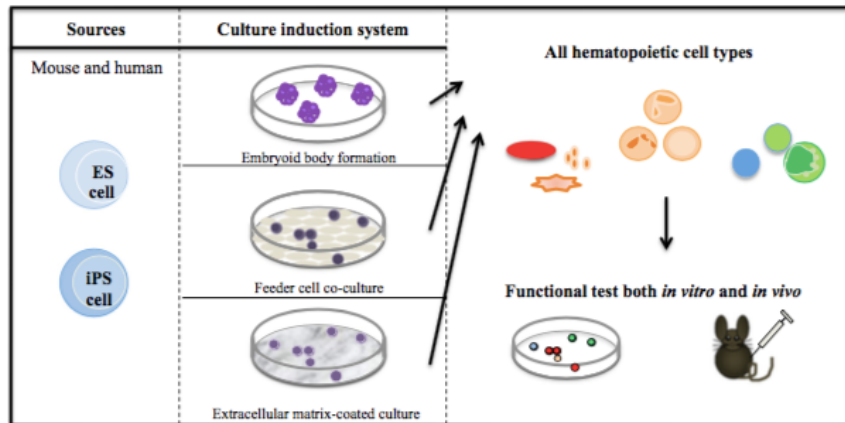 Sources
Culture induction system
All hematopoietic cell types
Mouse and human
ES
cell
iPS
cell
Embryoid body formation
Feeder cell co-culture
Extracellular matrix-coated culture
Functional test both in vitro and in vivo